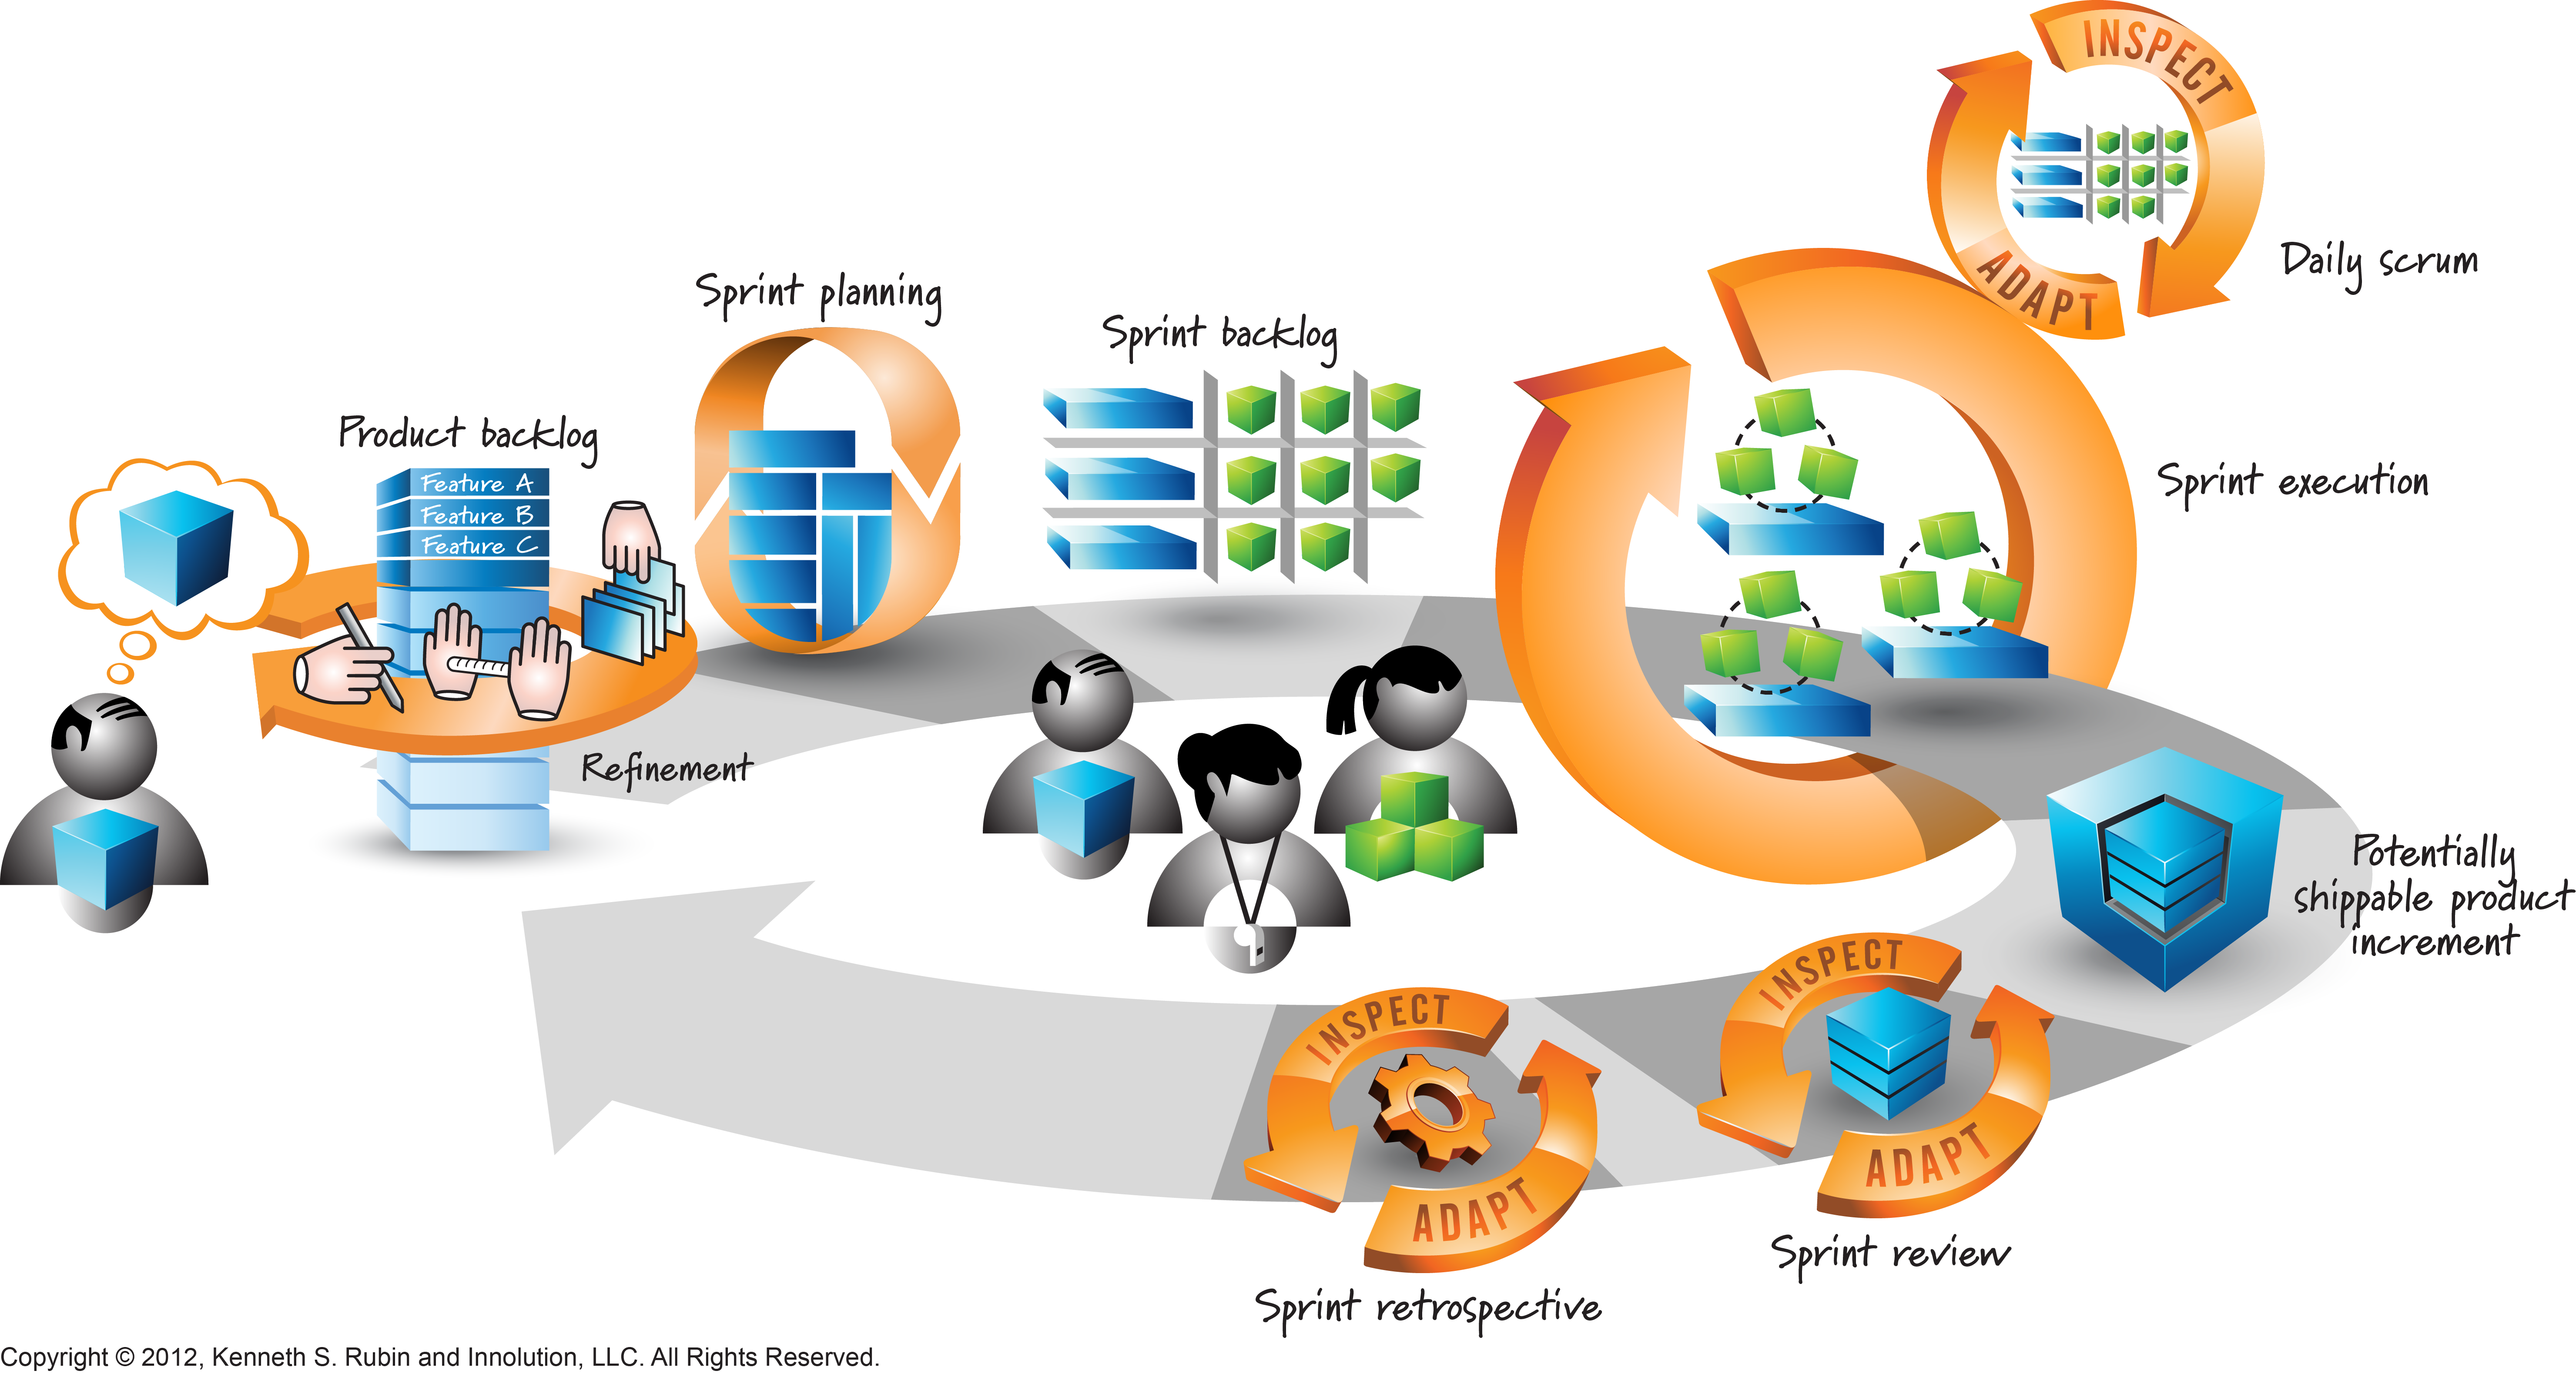 INSPECT
ADAPT
Daily scrum
Sprint planning
Sprint backlog
Product backlog
Feature A
Feature B
Feature C
Sprint execution
Refinement
Potentially
shippable product
increment
INSPECT
ADAPT
Sprint review
INSPECT
ADAPT
Sprint retrospective
Copyright © 2012, Kenneth S. Rubin and Innolution, LLC. All Rights Reserved.